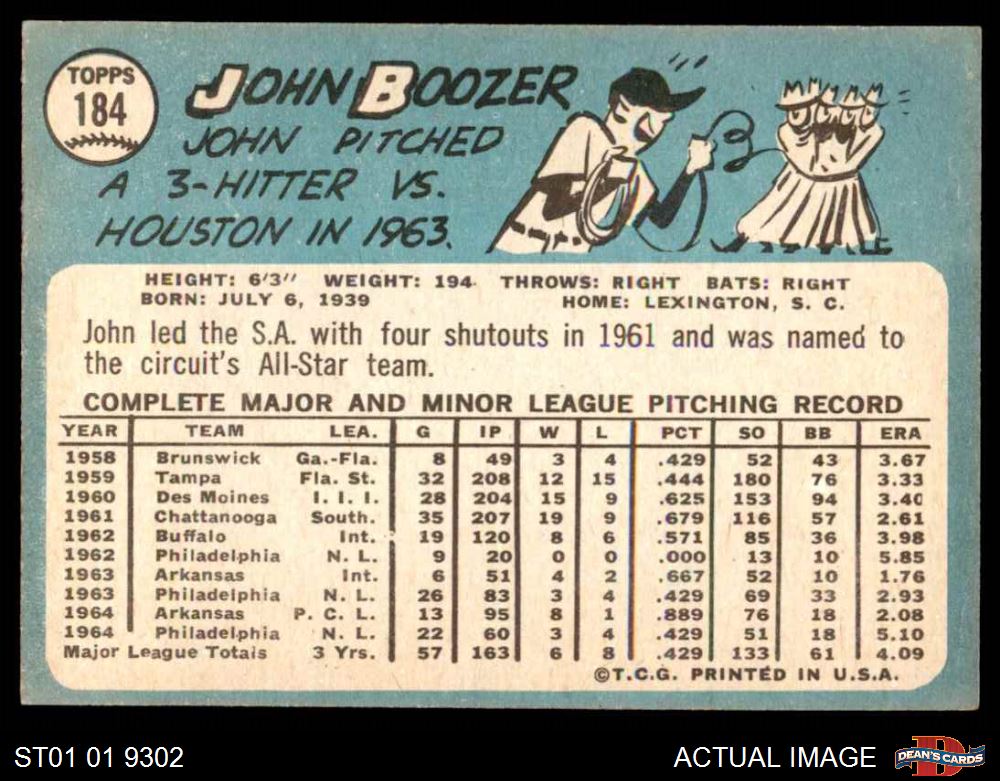 TOPPS
184
JOHN BOOZER
JOHN PITCHED
A 3-HITTER VS.
HOUSTON IN 1963.
HEIGHT: 6'3" WEIGHT: 194 THROWS: RIGHT BATS: RIGHT
BORN: JULY 6, 1939 HOME: LEXINGTON, S. C.
John led the S.A. with four shutouts in 1961 and was named to
the circuit's All-Star team.
COMPLETE MAJOR AND MINOR LEAGUE PITCHING RECORD
YEAR TEAM LEA. G IP W L PCT SO BB ERA
1958 Brunswick Ga.-Fla. 8 49 3 4 .429 52 43 3.67
1959 Tampa Fla. St. 32 208 12 15 .444 180 76 3.33
1960 Des Moines I. I. I. 28 204 15 9 .625 153 94 3.40
1961 Chattanooga South. 35 207 19 9 .679 116 57 2.61
1962 Buffalo Int. 19 120 8 6 .571 85 36 3.98
1962 Philadelphia N. L. 9 20 0 0 .000 13 10 5.85
1963 Arkansas Int. 6 51 4 2 .667 52 10 1.76
1963 Philadelphia N. L. 26 83 3 4 .429 69 33 2.93
1964 Arkansas P. C. L. 13 95 8 1 .889 76 18 2.08
1964 Philadelphia N. L. 22 60 3 4 .429 51 18 5.10
Major League Totals 3 Yrs. 57 163 6 8 .429 133 61 4.09
©T.C.G. PRINTED IN U.S.A.
ST01 01 9302 ACTUAL IMAGE D DEAN'S CARDS